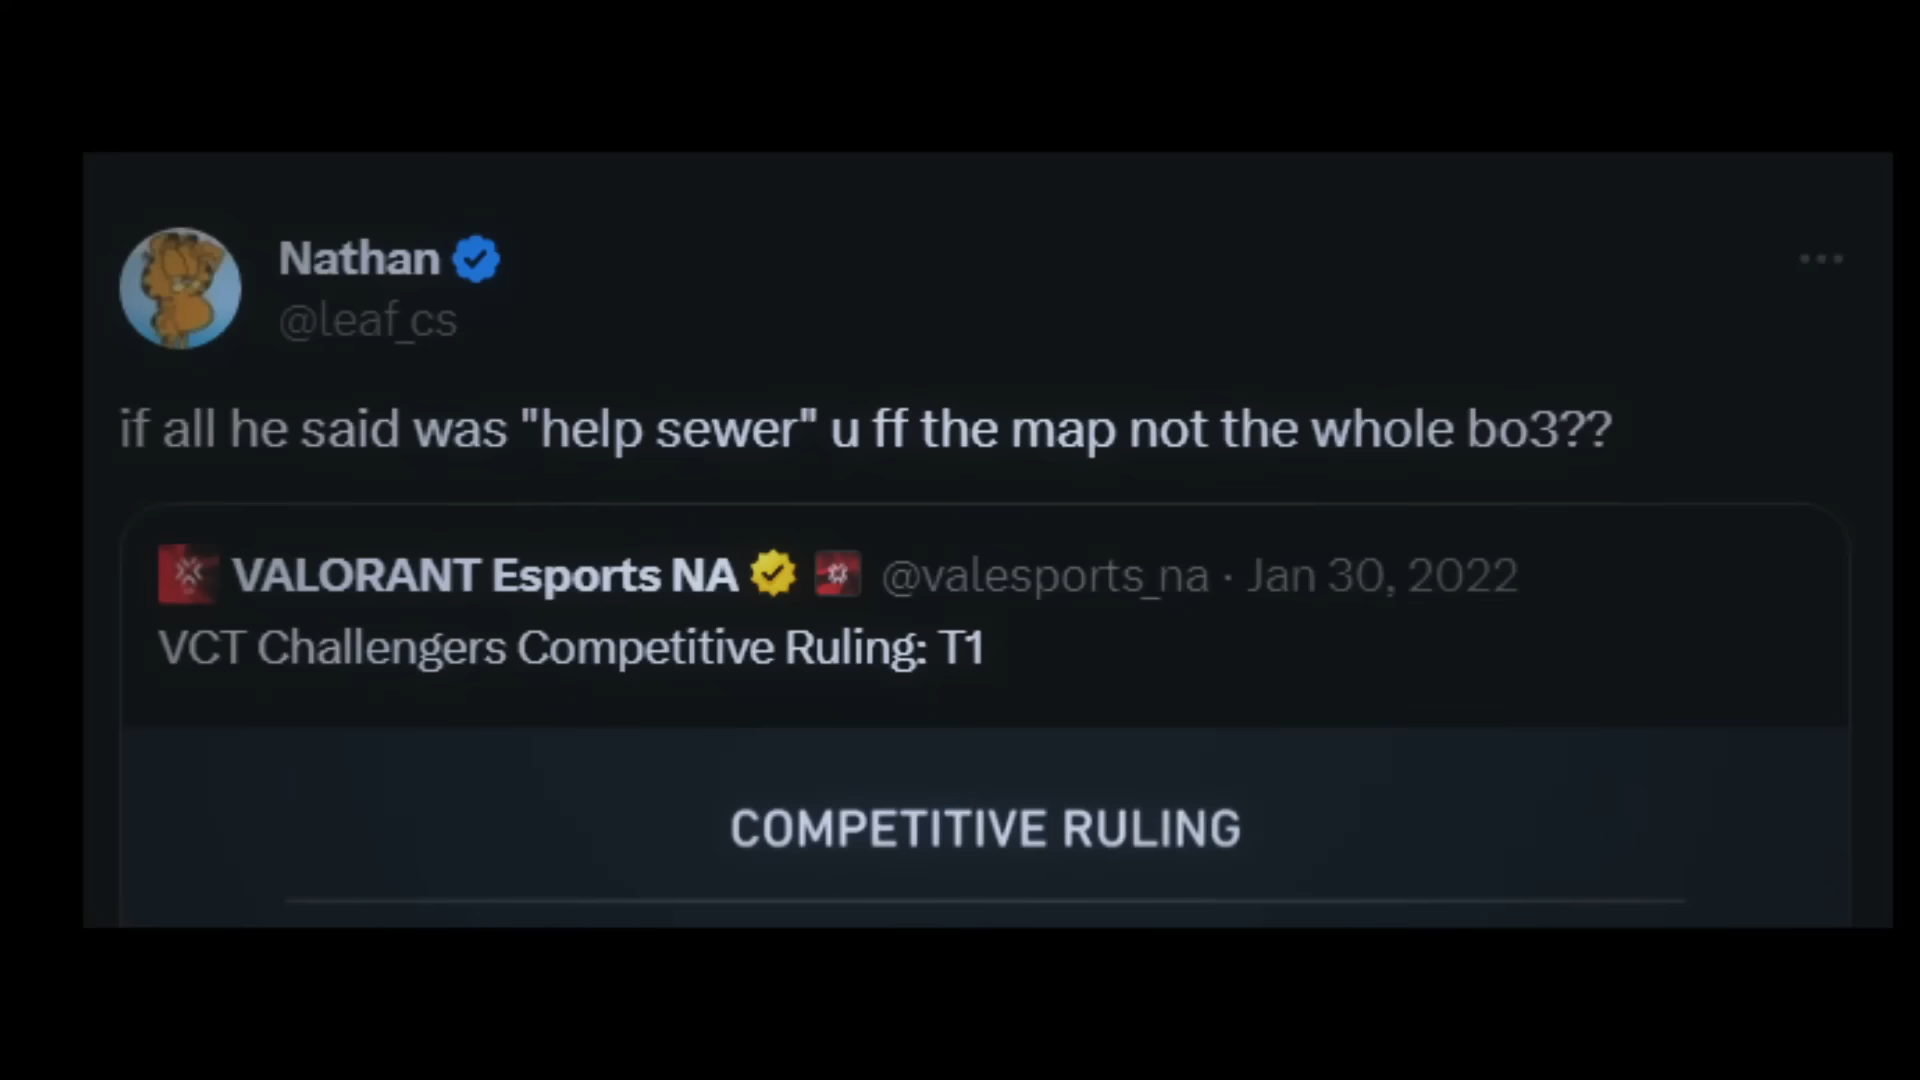 Nathan
@leaf_cs
if all he said was "help sewer" u ff the map not the whole bo3??
VALORANT Esports NA @valesports_na · Jan 30, 2022
VCT Challengers Competitive Ruling: T1
COMPETITIVE RULING